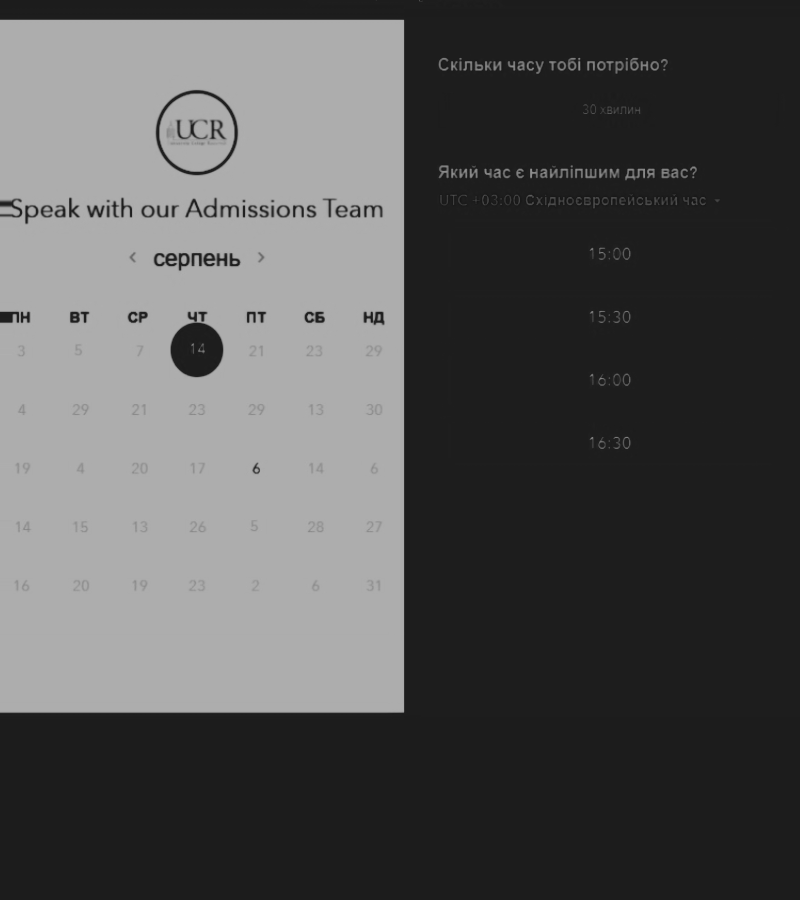 UCR
Speak with our Admissions Team
‹ серпень ›
ПН ВТ СР ЧТ ПТ СБ НД
3 5 7 14 21 23 29
4 29 21 23 29 13 30
19 4 20 17 6 14 6
14 15 13 26 5 28 27
16 20 19 23 2 6 31
Скільки часу тобі потрібно?
30 хвилин
Який час є найліпшим для вас?
UTC +03:00 Східноєвропейський час
15:00
15:30
16:00
16:30